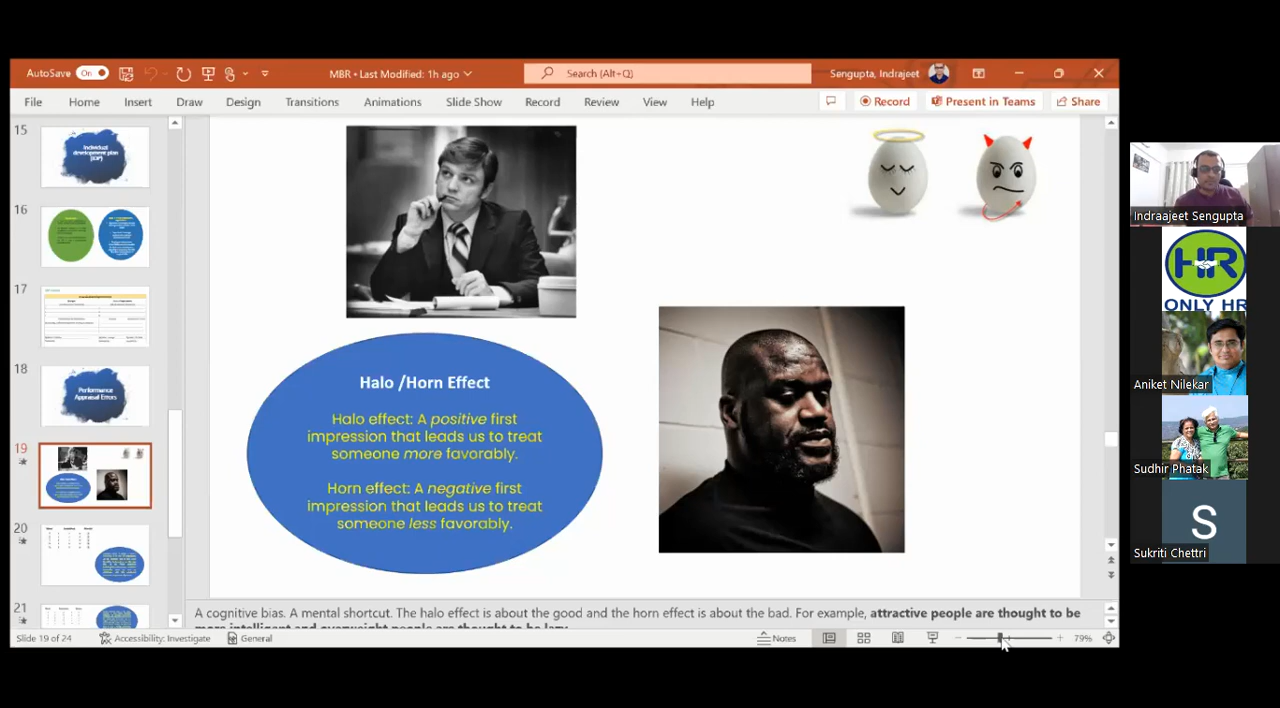 AutoSave On
MBR • Last Modified: 1h ago
Search (Alt+Q)
Sengupta, Indrajeet
File Home Insert Draw Design Transitions Animations Slide Show Record Review View Help
Record Present in Teams Share
15
Individual
development plan
(IDP)
16
17
18
Performance
Appraisal Errors
19
20
21
Halo /Horn Effect
Halo effect: A positive first
impression that leads us to treat
someone more favorably.
Horn effect: A negative first
impression that leads us to treat
someone less favorably.
A cognitive bias. A mental shortcut. The halo effect is about the good and the horn effect is about the bad. For example, attractive people are thought to be
more intelligent and overweight people are thought to be lazy
Slide 19 of 24 Accessibility: Investigate General Notes 79%
Indraajeet Sengupta
HR
ONLY HR
Aniket Nilekar
Sudhir Phatak
S
Sukriti Chettri